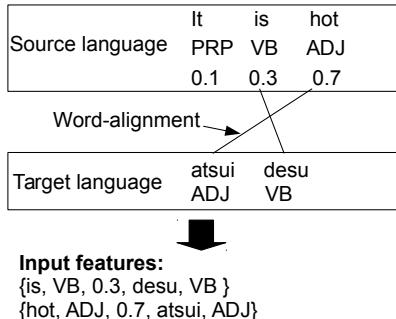 It is hot
Source language PRP VB ADJ
0.1 0.3 0.7
Word-alignment
Target language atsui desu
ADJ VB
Input features:
{is, VB, 0.3, desu, VB }
{hot, ADJ, 0.7, atsui, ADJ}